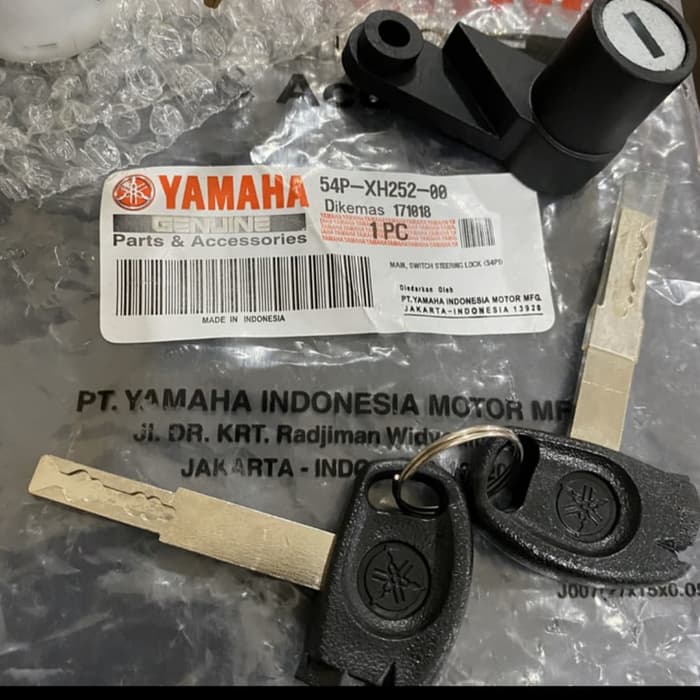 YAMAHA
GENUINE
Parts & Accessories
54P-XH252-00
Dikemas 171018
1 PC
MAIN, SWITCH STEERING LOCK (54P1)
Diedarkan Oleh
PT.YAMAHA INDONESIA MOTOR MFG.
JAKARTA-INDONESIA 13920
MADE IN INDONESIA
PT. YAMAHA INDONESIA MOTOR MF
Jl. DR. KRT. Radjiman
JAKARTA - INDO